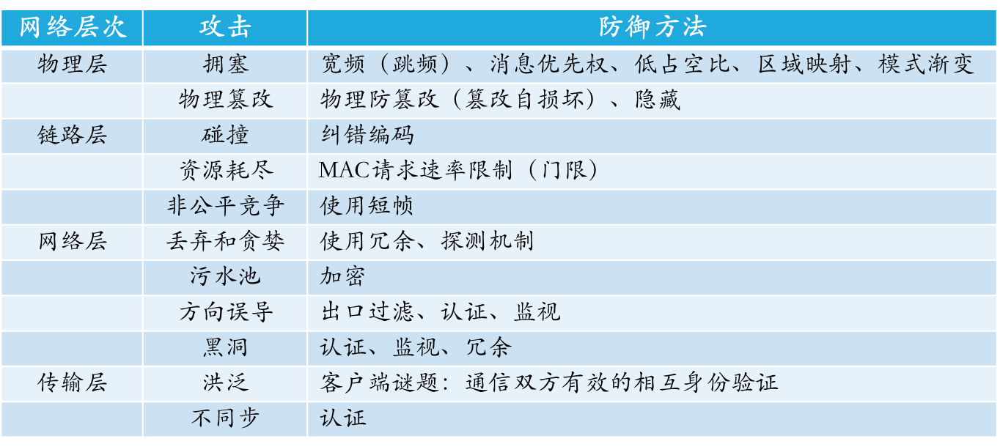 网络层次 攻击 防御方法
物理层 拥塞 宽频（跳频）、消息优先权、低占空比、区域映射、模式渐变
物理篡改 物理防篡改（篡改自损坏）、隐藏
链路层 碰撞 纠错编码
资源耗尽 MAC请求速率限制（门限）
非公平竞争 使用短帧
网络层 丢弃和贪婪 使用冗余、探测机制
污水池 加密
方向误导 出口过滤、认证、监视
黑洞 认证、监视、冗余
传输层 洪泛 客户端谜题：通信双方有效的相互身份验证
不同步 认证